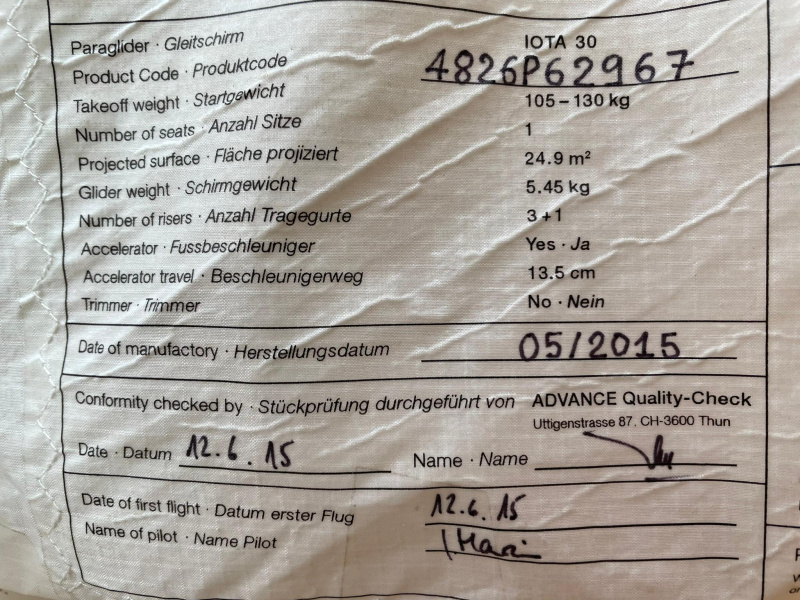 Paraglider · Gleitschirm IOTA 30
Product Code · Produktcode 4826P62967
Takeoff weight · Startgewicht 105 – 130 kg
Number of seats · Anzahl Sitze 1
Projected surface · Fläche projiziert 24.9 m²
Glider weight · Schirmgewicht 5.45 kg
Number of risers · Anzahl Tragegurte 3 + 1
Accelerator · Fussbeschleuniger Yes · Ja
Accelerator travel · Beschleunigerweg 13.5 cm
Trimmer · Trimmer No · Nein
Date of manufactory · Herstellungsdatum 05/2015
Conformity checked by · Stückprüfung durchgeführt von ADVANCE Quality-Check
Uttigenstrasse 87. CH-3600 Thun
Date · Datum 12.6.15 Name · Name
Date of first flight · Datum erster Flug 12.6.15
Name of pilot · Name Pilot